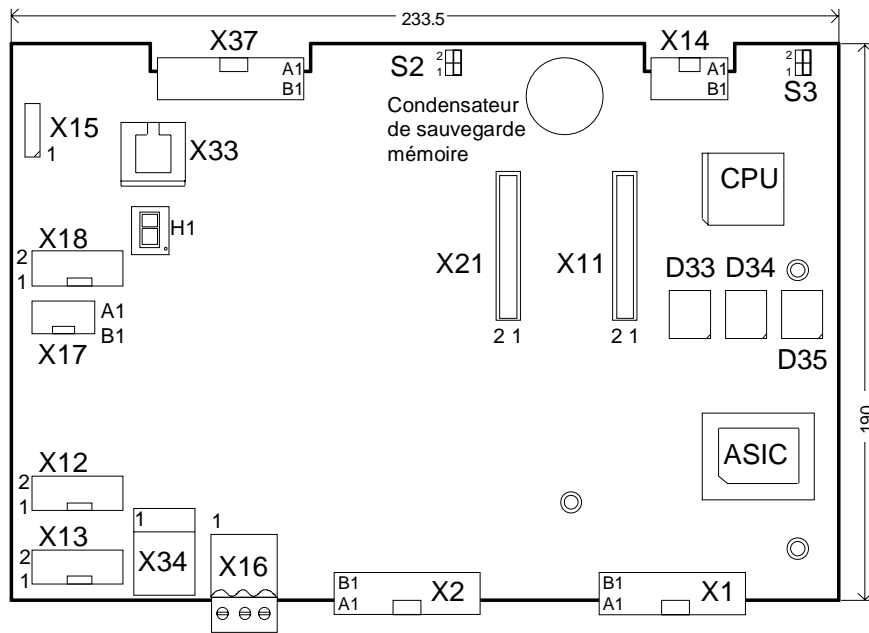 233.5
X37
A1
B1
S2
2
1
X14
A1
B1
2
1
S3
Condensateur
de sauvegarde
mémoire
X15
1
X33
CPU
H1
X18
2
1
X21
2 1
X11
2 1
D33
D34
D35
A1
B1
X17
190
X12
2
1
ASIC
X13
2
1
1
X34
1
X16
B1
A1
X2
B1
A1
X1